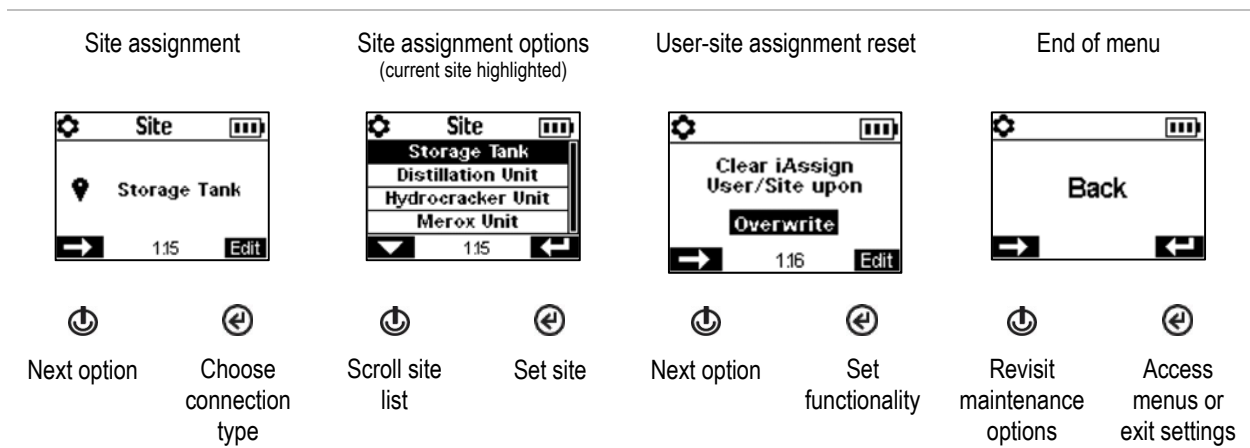 Site assignment
Site assignment options
(current site highlighted)
User-site assignment reset
End of menu
Site
Storage Tank
1.15
Edit
Site
Storage Tank
Distillation Unit
Hydrocracker Unit
Merox Unit
1.15
Clear iAssign
User/Site upon
Overwrite
1.16
Edit
Back
Next option
Choose
connection
type
Scroll site
list
Set site
Next option
Set
functionality
Revisit
maintenance
options
Access
menus or
exit settings